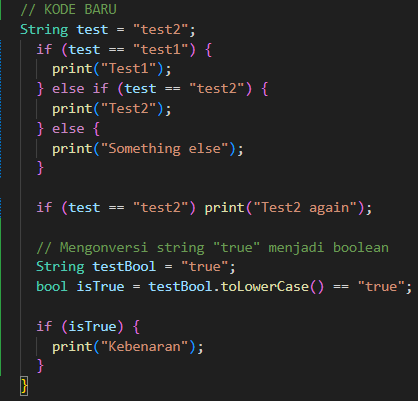 // KODE BARU
String test = "test2";
if (test == "test1") {
print("Test1");
} else if (test == "test2") {
print("Test2");
} else {
print("Something else");
}
if (test == "test2") print("Test2 again");
// Mengonversi string "true" menjadi boolean
String testBool = "true";
bool isTrue = testBool.toLowerCase() == "true";
if (isTrue) {
print("Kebenaran");
}
}